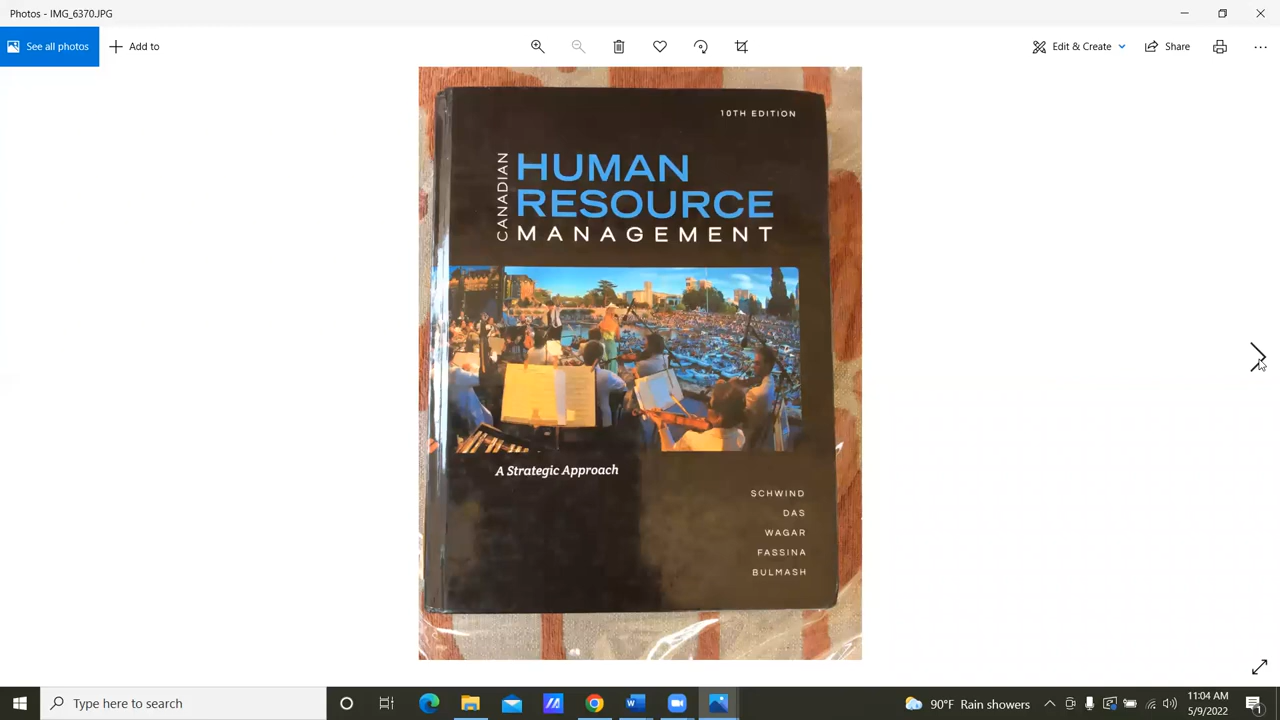 Photos - IMG_6370.JPG
See all photos
Add to
Edit & Create
Share
10TH EDITION
CANADIAN
HUMAN
RESOURCE
MANAGEMENT
A Strategic Approach
SCHWIND
DAS
WAGAR
FASSINA
BULMASH
Type here to search
W
90°F Rain showers
11:04 AM
5/9/2022
1